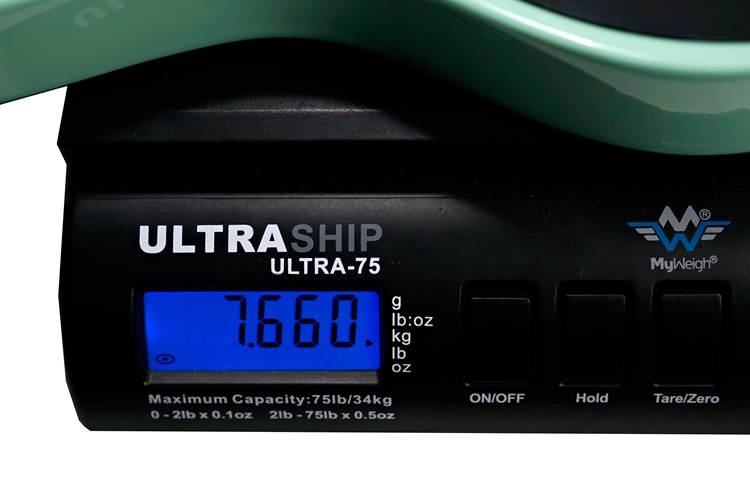 ULTRASHIP
ULTRA-75
MW®
MyWeigh®
7.660
g
lb:oz
kg
lb
oz
Maximum Capacity:75lb/34kg
0 - 2lb x 0.1oz 2lb - 75lb x 0.5oz
ON/OFF
Hold
Tare/Zero